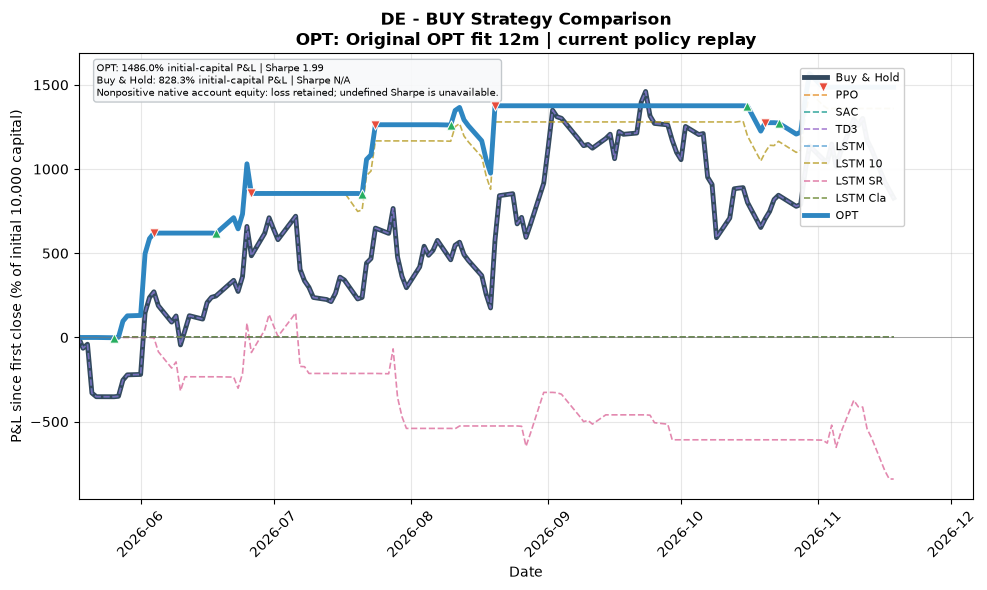 DE - BUY Strategy Comparison
OPT: Original OPT fit 12m | current policy replay
OPT: 1486.0% initial-capital P&L | Sharpe 1.99
Buy & Hold: 828.3% initial-capital P&L | Sharpe N/A
Nonpositive native account equity: loss retained; undefined Sharpe is unavailable.
Buy & Hold
PPO
SAC
TD3
LSTM
LSTM 10
LSTM SR
LSTM Cla
OPT
P&L since first close (% of initial 10,000 capital)
1500
1000
500
0
−500
2026-06
2026-07
2026-08
2026-09
2026-10
2026-11
2026-12
Date